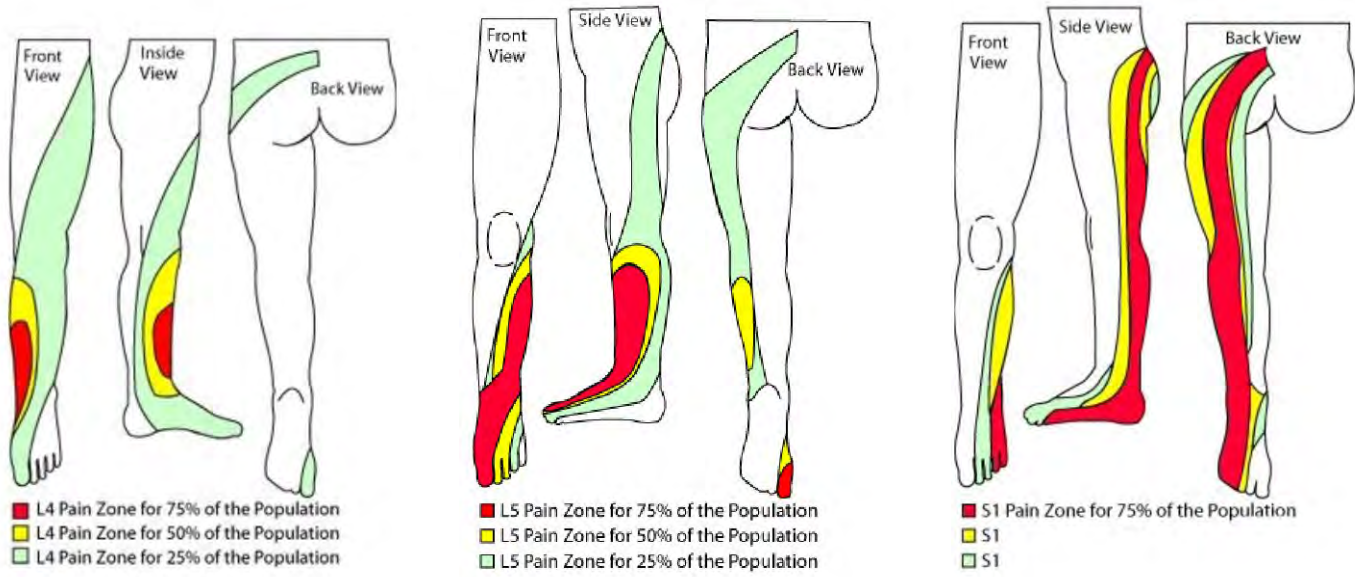 Front
View
Inside
View
Back View
L4 Pain Zone for 75% of the Population
L4 Pain Zone for 50% of the Population
L4 Pain Zone for 25% of the Population
Front
View
Side View
Back View
L5 Pain Zone for 75% of the Population
L5 Pain Zone for 50% of the Population
L5 Pain Zone for 25% of the Population
Front
View
Side View
Back View
S1 Pain Zone for 75% of the Population
S1
S1